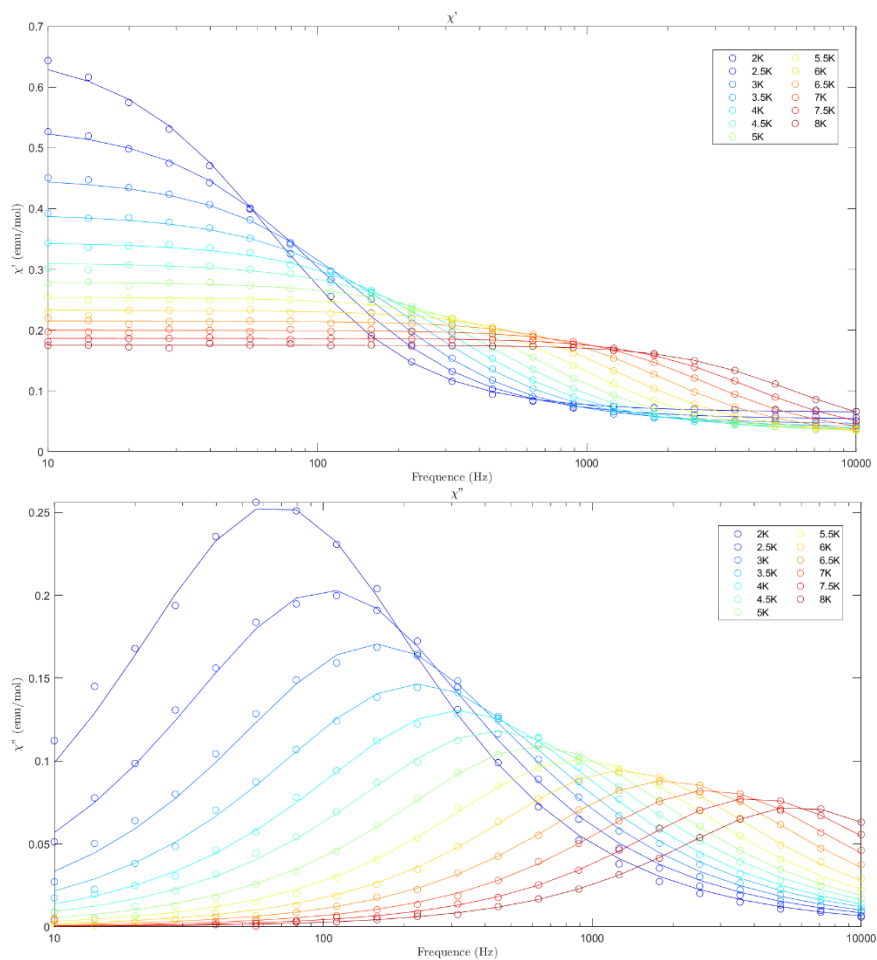 χ'
0.7
0.6
0.5
0.4
0.3
0.2
0.1
0
χ' (emu/mol)
2K
2.5K
3K
3.5K
4K
4.5K
5K
5.5K
6K
6.5K
7K
7.5K
8K
10 100 1000 10000
Frequence (Hz)
χ"
0.25
0.2
0.15
0.1
0.05
0
χ" (emu/mol)
2K
2.5K
3K
3.5K
4K
4.5K
5K
5.5K
6K
6.5K
7K
7.5K
8K
10 100 1000 10000
Frequence (Hz)